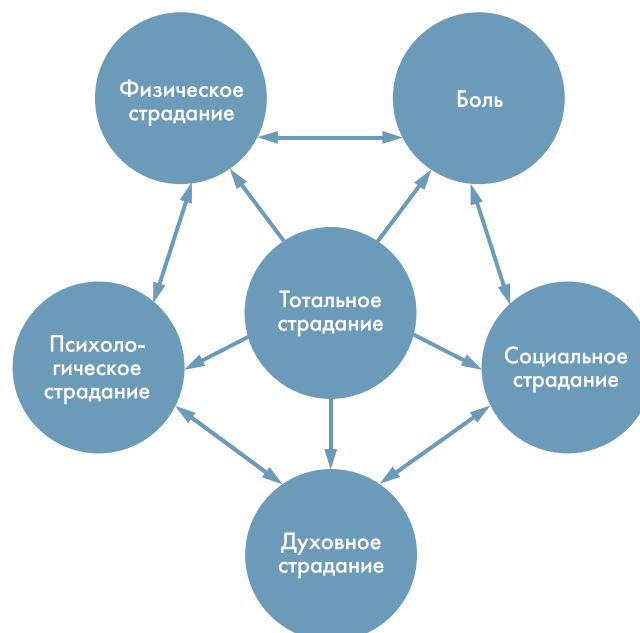 Физическое
страдание
Боль
Тотальное
страдание
Психоло-
гическое
страдание
Социальное
страдание
Духовное
страдание